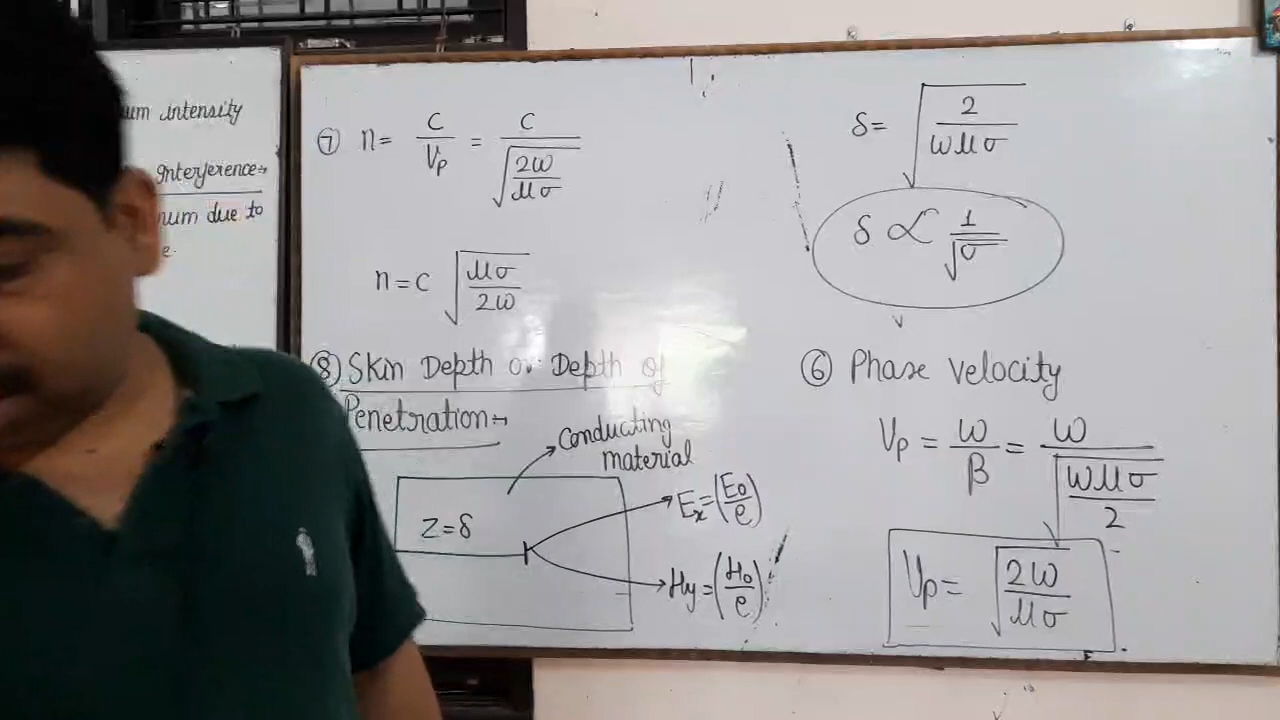 um intensity
Interference→
num due to
e.
⑦ n = C/Vp = C/√(2ω/μσ)
n = C √(μσ/2ω)
⑧ Skin Depth or Depth of
Penetration→
Conducting
material
z=δ
Ex=(E0/e)
Hy=(H0/e)
δ = √(2/ωμσ)
δ ∝ 1/√σ
⑥ Phase velocity
Vp = ω/β = ω/√(ωμσ/2)
Vp = √(2ω/μσ)